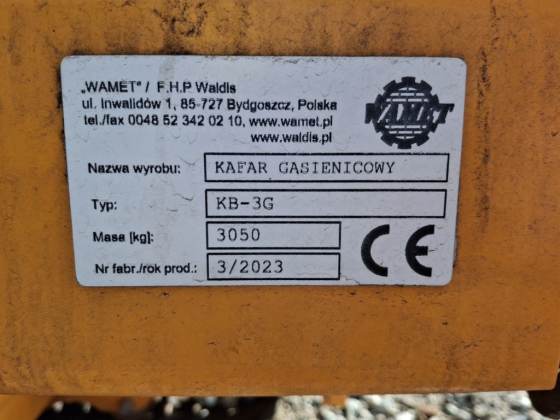 „WAMET" / F.H.P Waldis
ul. Inwalidów 1, 85-727 Bydgoszcz, Polska
tel./fax 0048 52 342 02 10, www.wamet.pl
www.waldis.pl
WAMET
Nazwa wyrobu: KAFAR GĄSIENICOWY
Typ: KB-3G
Masa [kg]: 3050
Nr fabr./rok prod.: 3/2023
CE